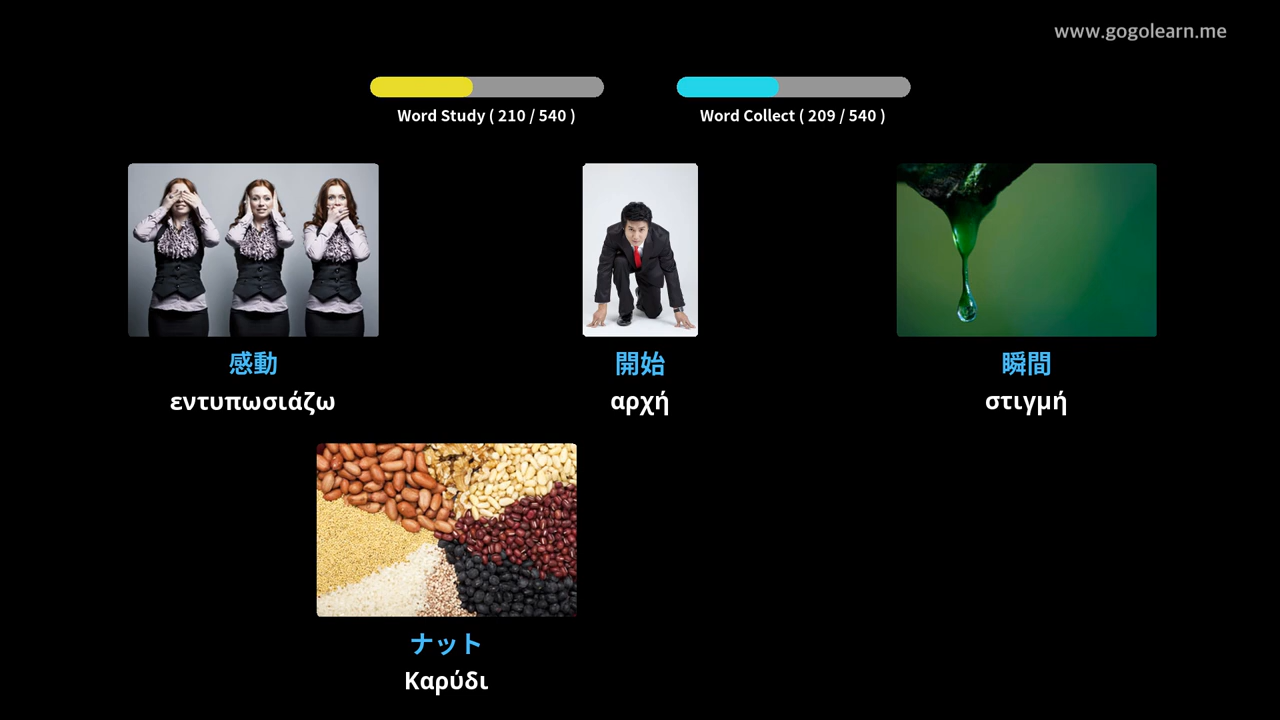 www.gogolearn.me
Word Study ( 210 / 540 )
Word Collect ( 209 / 540 )
感動
εντυπωσιάζω
開始
αρχή
瞬間
στιγμή
ナット
Καρύδι